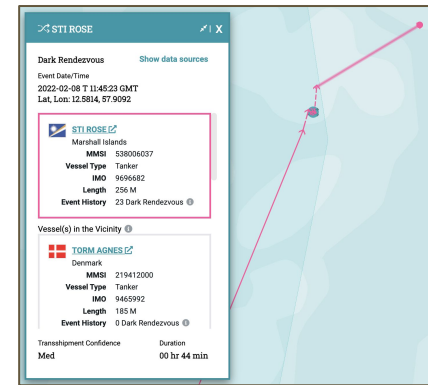 STI ROSE X
Dark Rendezvous Show data sources
Event Date/Time
2022-02-08 T 11:45:23 GMT
Lat, Lon: 12.5814, 57.9092
STI ROSE
Marshall Islands
MMSI 538006037
Vessel Type Tanker
IMO 9696682
Length 256 M
Event History 23 Dark Rendezvous
Vessel(s) in the Vicinity
TORM AGNES
Denmark
MMSI 219412000
Vessel Type Tanker
IMO 9465992
Length 185 M
Event History 0 Dark Rendezvous
Transshipment Confidence Duration
Med 00 hr 44 min